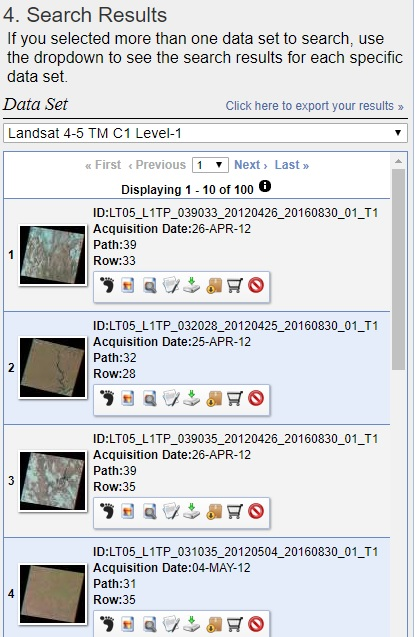 4. Search Results
If you selected more than one data set to search, use
the dropdown to see the search results for each specific
data set.
Data Set Click here to export your results »
Landsat 4-5 TM C1 Level-1
« First ‹ Previous 1 Next › Last »
Displaying 1 - 10 of 100
ID:LT05_L1TP_039033_20120426_20160830_01_T1
Acquisition Date:26-APR-12
1 Path:39
Row:33
ID:LT05_L1TP_032028_20120425_20160830_01_T1
Acquisition Date:25-APR-12
2 Path:32
Row:28
ID:LT05_L1TP_039035_20120426_20160830_01_T1
Acquisition Date:26-APR-12
3 Path:39
Row:35
ID:LT05_L1TP_031035_20120504_20160830_01_T1
Acquisition Date:04-MAY-12
4 Path:31
Row:35